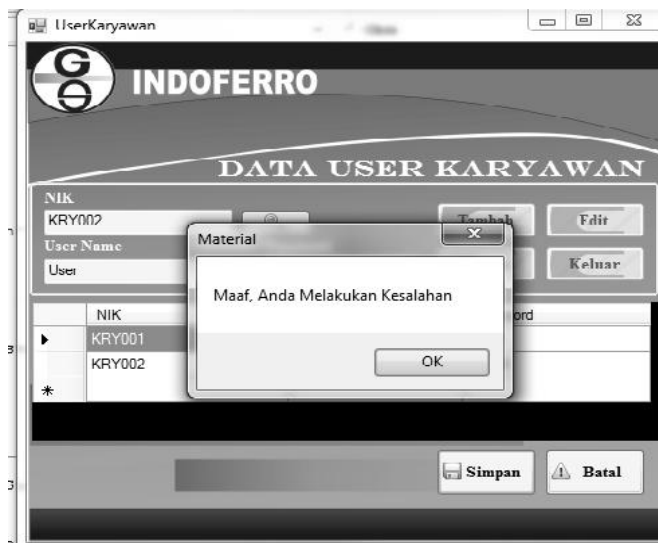 UserKaryawan
INDOFERRO
DATA USER KARYAWAN
NIK
KRY002
Tambah
Edit
User Name
User
Keluar
Material
Maaf, Anda Melakukan Kesalahan
OK
NIK
KRY001
KRY002
Simpan
Batal